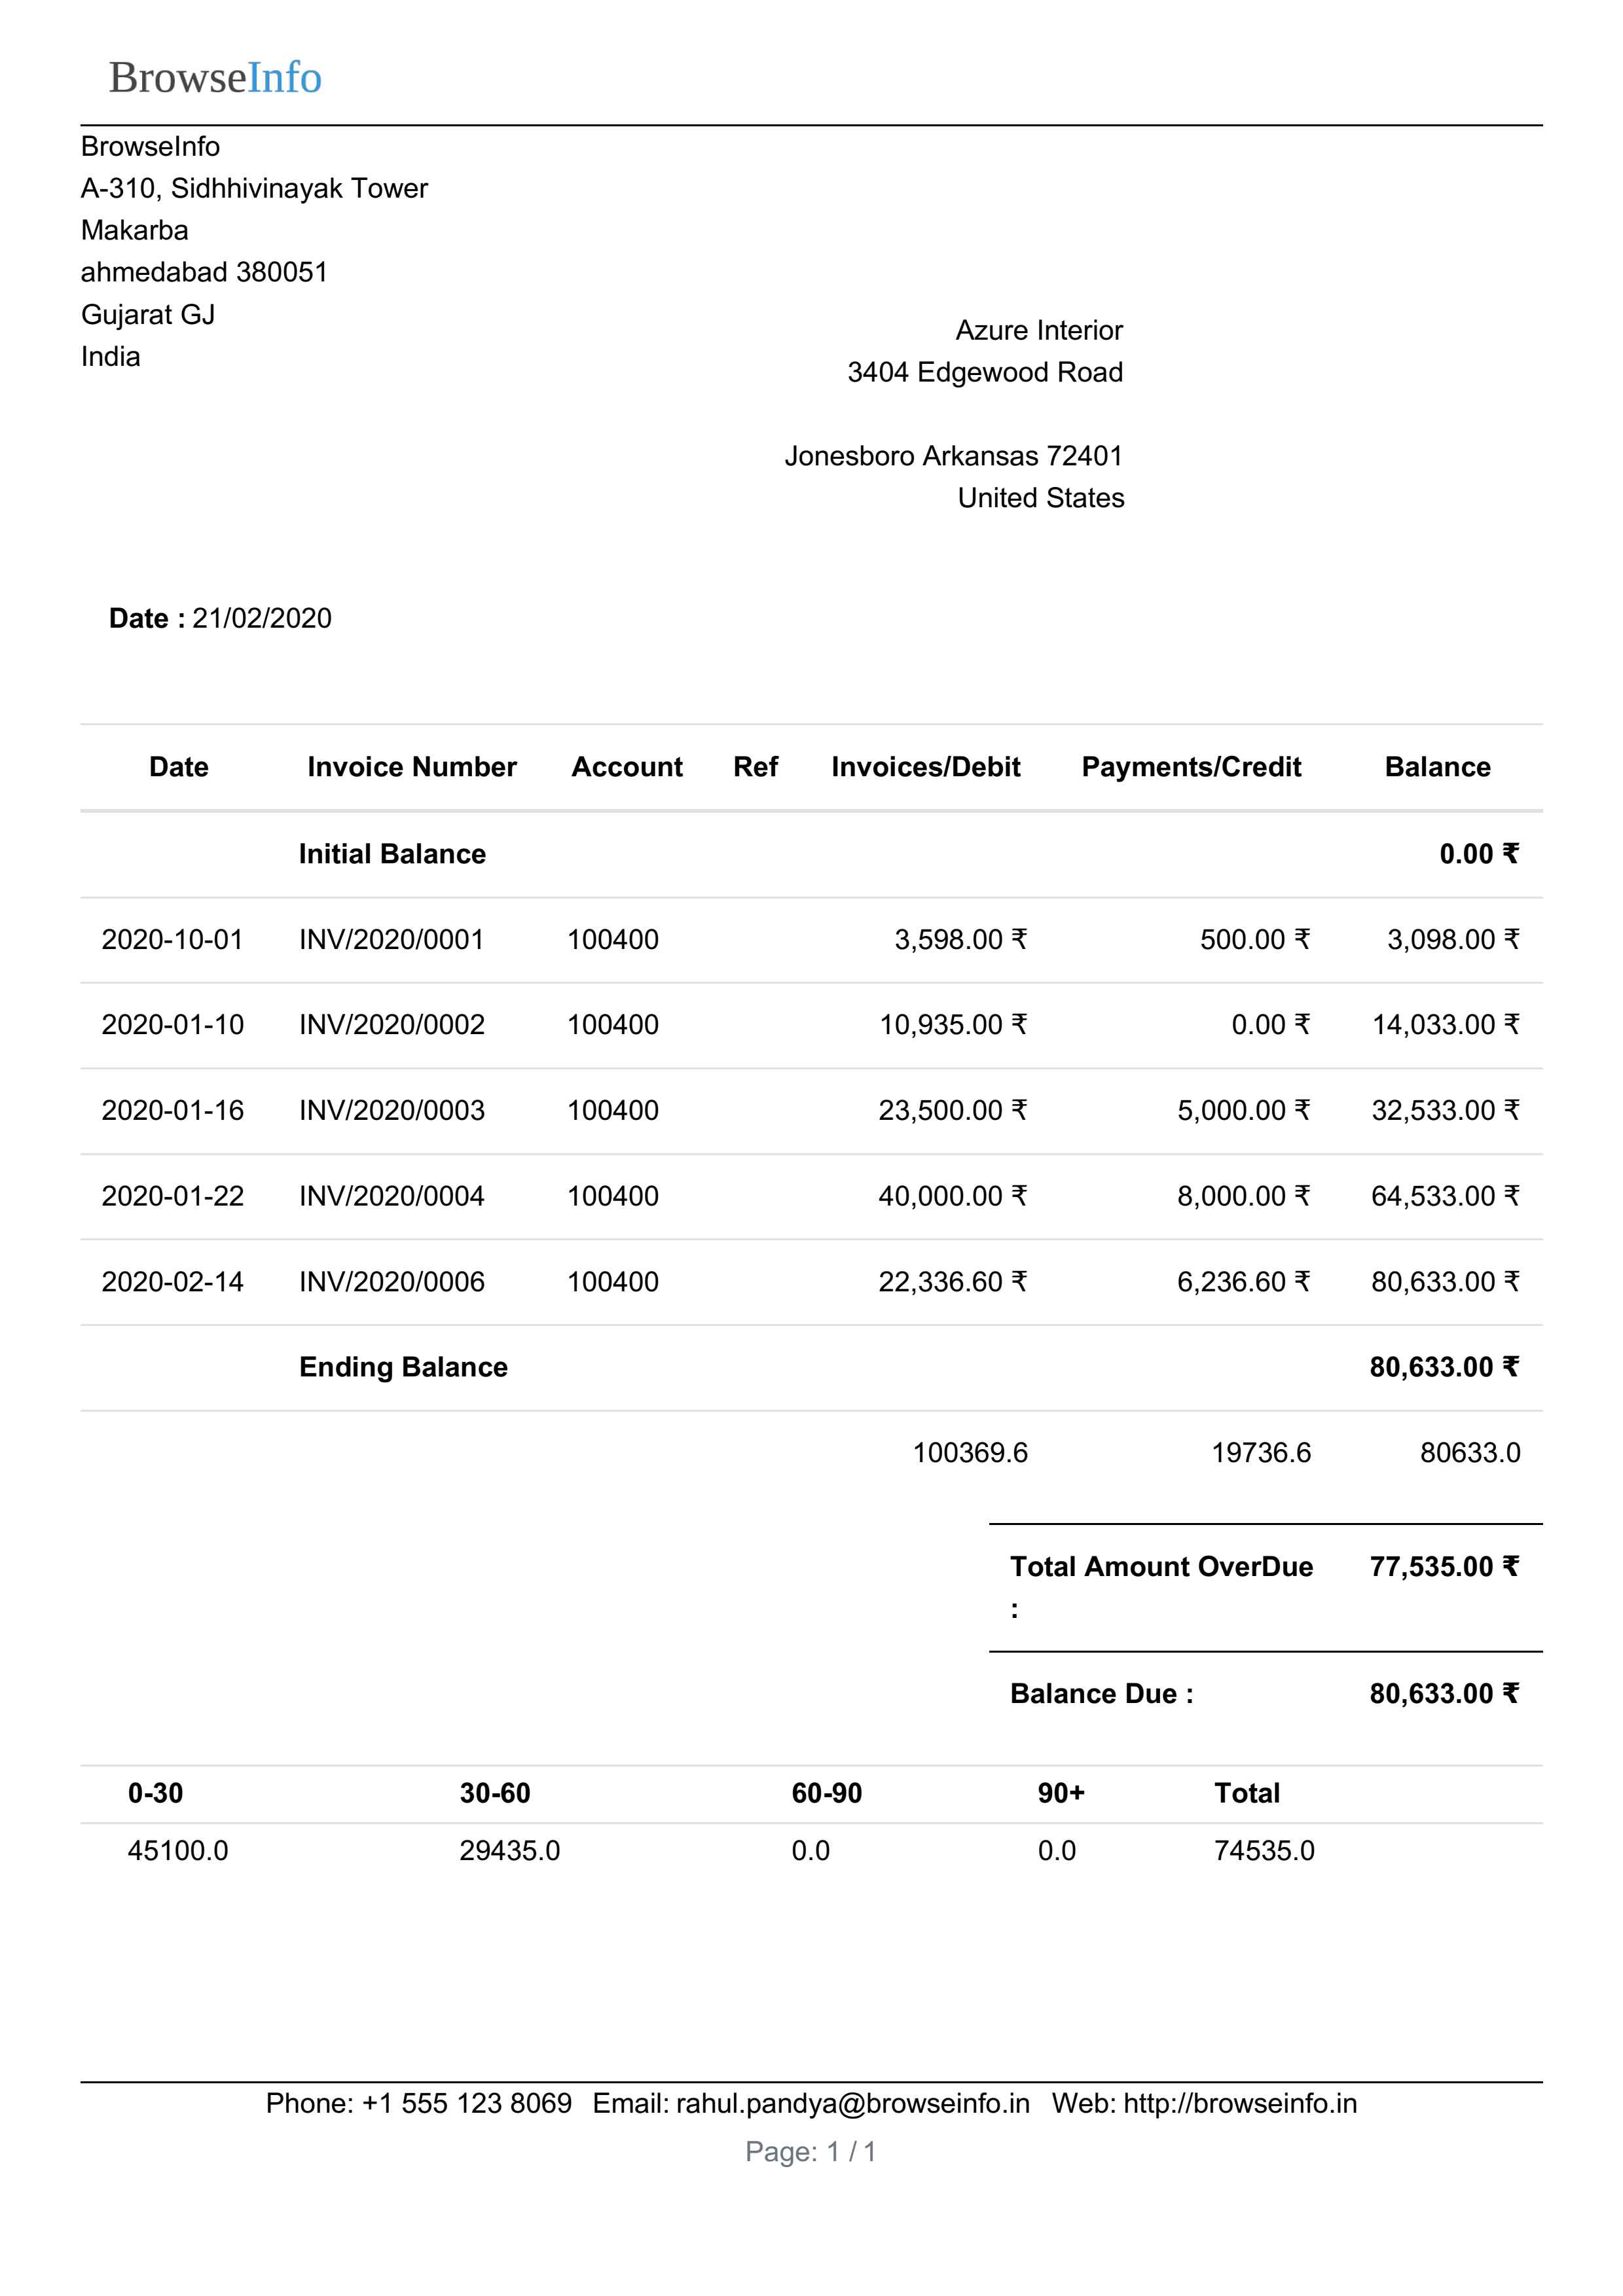 BrowseInfo
BrowseInfo
A-310, Sidhhivinayak Tower
Makarba
ahmedabad 380051
Gujarat GJ
India
Azure Interior
3404 Edgewood Road
Jonesboro Arkansas 72401
United States
Date : 21/02/2020
Date Invoice Number Account Ref Invoices/Debit Payments/Credit Balance
Initial Balance 0.00 ₹
2020-10-01 INV/2020/0001 100400 3,598.00 ₹ 500.00 ₹ 3,098.00 ₹
2020-01-10 INV/2020/0002 100400 10,935.00 ₹ 0.00 ₹ 14,033.00 ₹
2020-01-16 INV/2020/0003 100400 23,500.00 ₹ 5,000.00 ₹ 32,533.00 ₹
2020-01-22 INV/2020/0004 100400 40,000.00 ₹ 8,000.00 ₹ 64,533.00 ₹
2020-02-14 INV/2020/0006 100400 22,336.60 ₹ 6,236.60 ₹ 80,633.00 ₹
Ending Balance 80,633.00 ₹
100369.6 19736.6 80633.0
Total Amount OverDue 77,535.00 ₹
:
Balance Due : 80,633.00 ₹
0-30 30-60 60-90 90+ Total
45100.0 29435.0 0.0 0.0 74535.0
Phone: +1 555 123 8069 Email: rahul.pandya@browseinfo.in Web: http://browseinfo.in
Page: 1 / 1